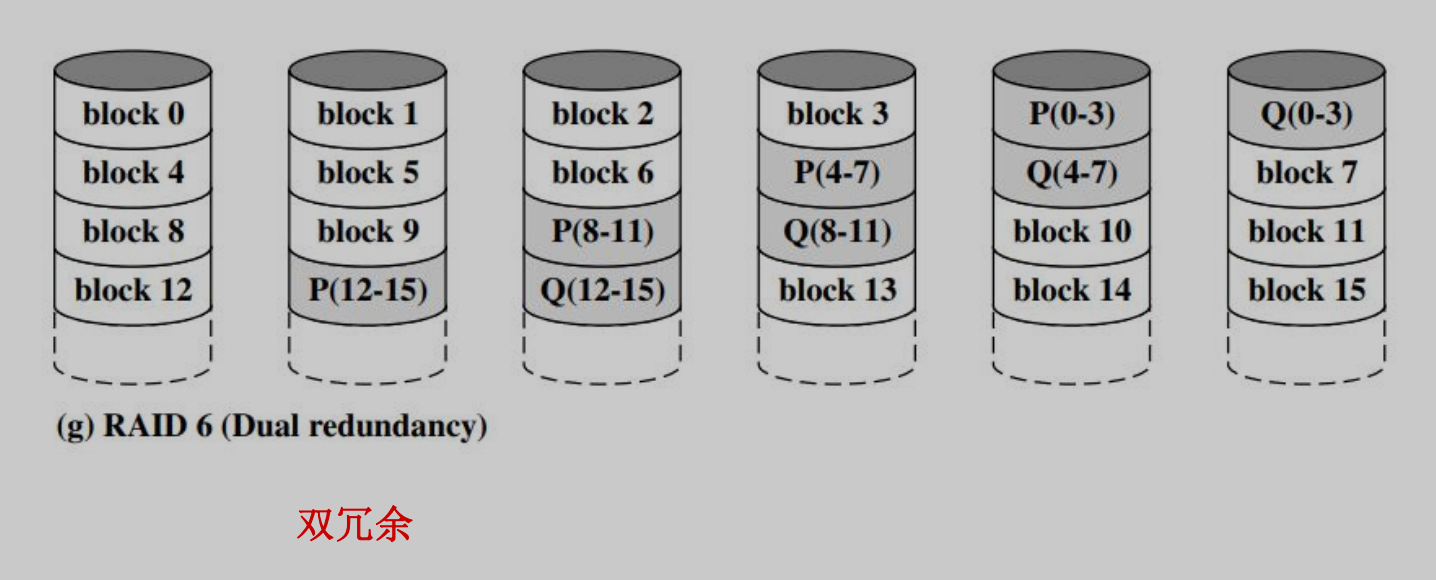 block 0 block 1 block 2 block 3 P(0-3) Q(0-3)
block 4 block 5 block 6 P(4-7) Q(4-7) block 7
block 8 block 9 P(8-11) Q(8-11) block 10 block 11
block 12 P(12-15) Q(12-15) block 13 block 14 block 15
(g) RAID 6 (Dual redundancy)
双冗余